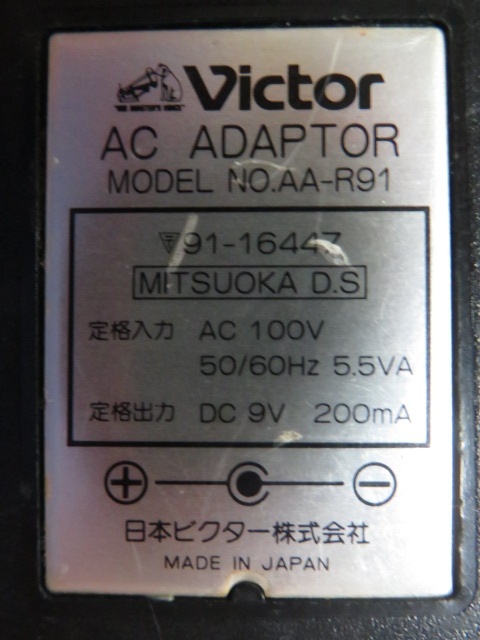 "HIS MASTER'S VOICE"
Victor
AC ADAPTOR
MODEL NO.AA-R91
〒91-16447
MITSUOKA D.S
定格入力 AC 100V
50/60Hz 5.5VA
定格出力 DC 9V 200mA
+ -
日本ビクター株式会社
MADE IN JAPAN